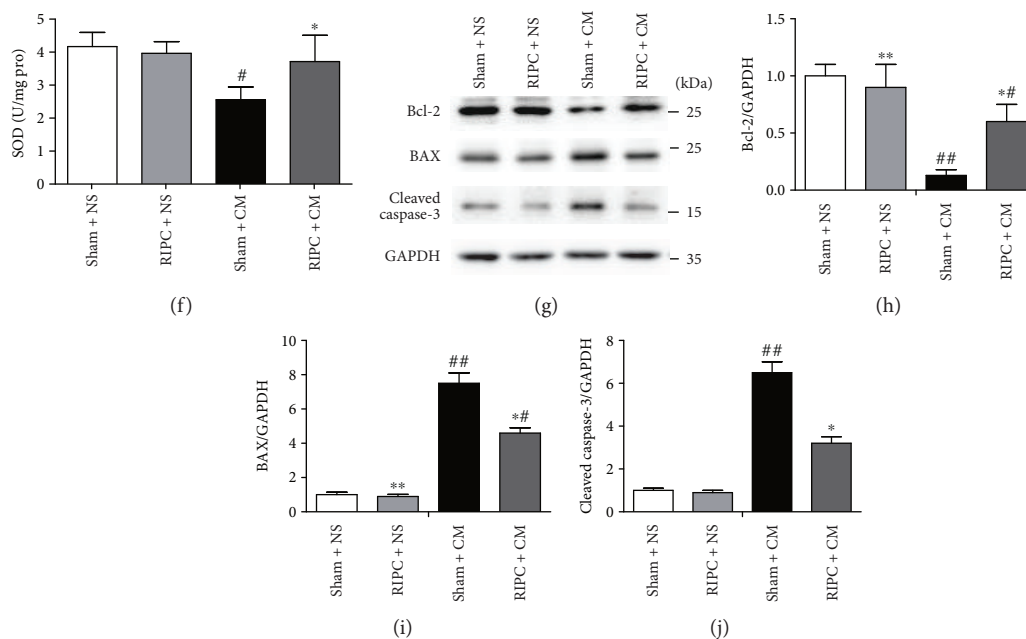 SOD (U/mg pro)
5
4
3
2
1
0
#
*
Sham + NS
RIPC + NS
Sham + CM
RIPC + CM
(f)
Sham + NS
RIPC + NS
Sham + CM
RIPC + CM
(kDa)
Bcl-2
25
BAX
25
Cleaved
caspase-3
15
GAPDH
35
(g)
Bcl-2/GAPDH
1.5
1.0
0.5
0.0
**
##
*#
Sham + NS
RIPC + NS
Sham + CM
RIPC + CM
(h)
BAX/GAPDH
10
8
6
4
2
0
**
##
*#
Sham + NS
RIPC + NS
Sham + CM
RIPC + CM
(i)
Cleaved caspase-3/GAPDH
8
6
4
2
0
##
*
Sham + NS
RIPC + NS
Sham + CM
RIPC + CM
(j)